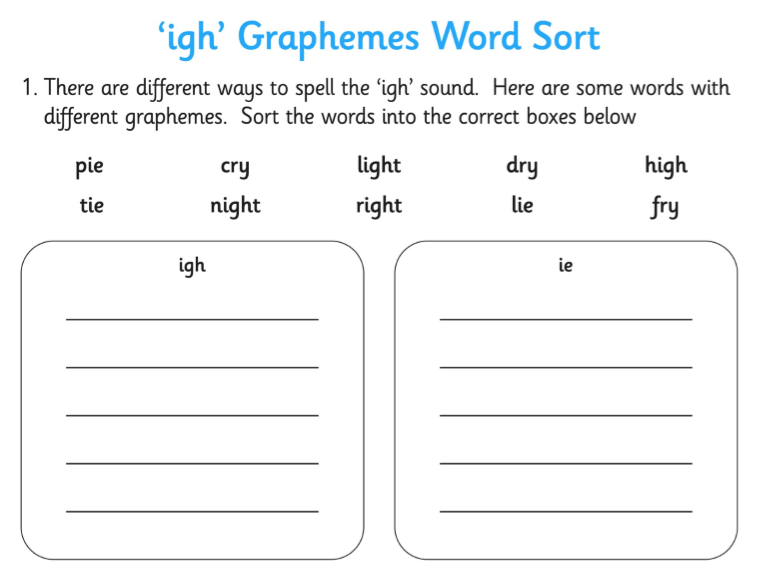 ‘igh’ Graphemes Word Sort
1. There are different ways to spell the ‘igh’ sound.  Here are some words with
different graphemes.  Sort the words into the correct boxes below
pie cry light dry high
tie night right lie fry
igh ie